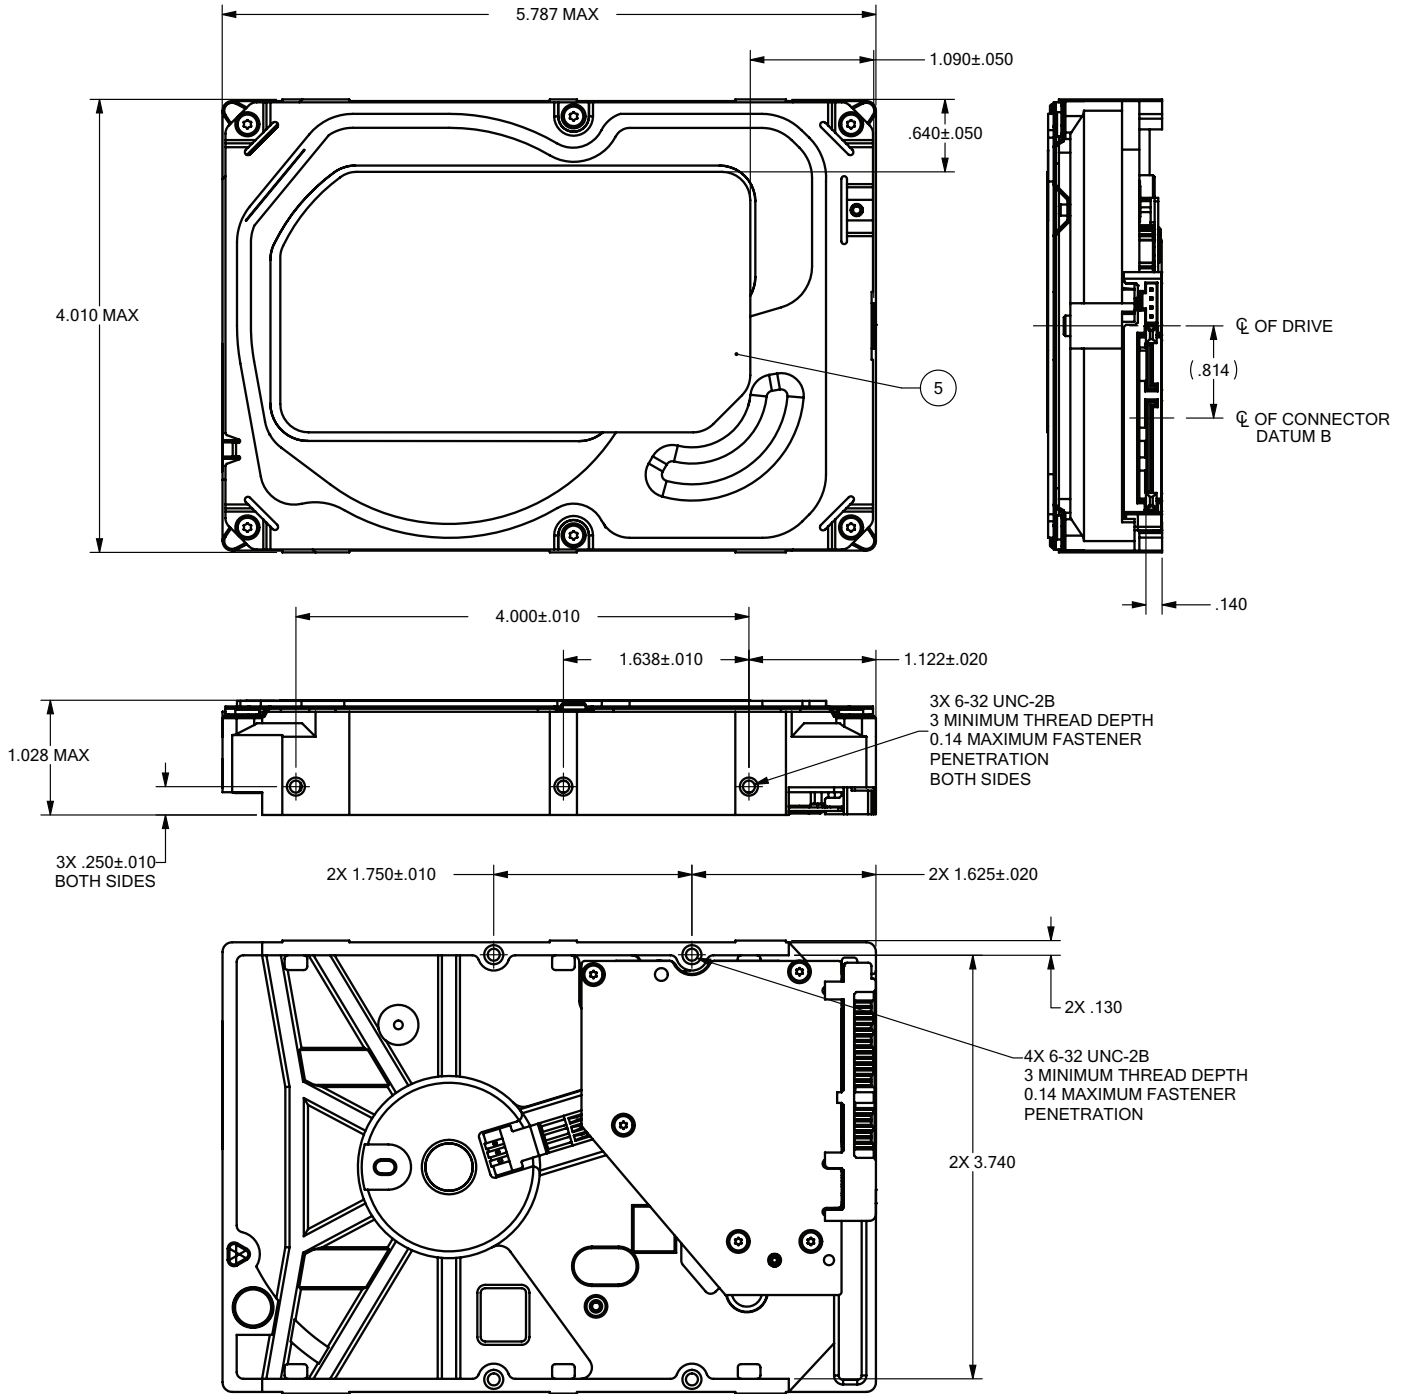 5.787 MAX
1.090±.050
.640±.050
4.010 MAX
℄ OF DRIVE
(.814)
5
℄ OF CONNECTOR
DATUM B
.140
4.000±.010
1.638±.010
1.122±.020
3X 6-32 UNC-2B
3 MINIMUM THREAD DEPTH
0.14 MAXIMUM FASTENER
PENETRATION
BOTH SIDES
1.028 MAX
3X .250±.010
BOTH SIDES
2X 1.750±.010
2X 1.625±.020
2X .130
4X 6-32 UNC-2B
3 MINIMUM THREAD DEPTH
0.14 MAXIMUM FASTENER
PENETRATION
2X 3.740